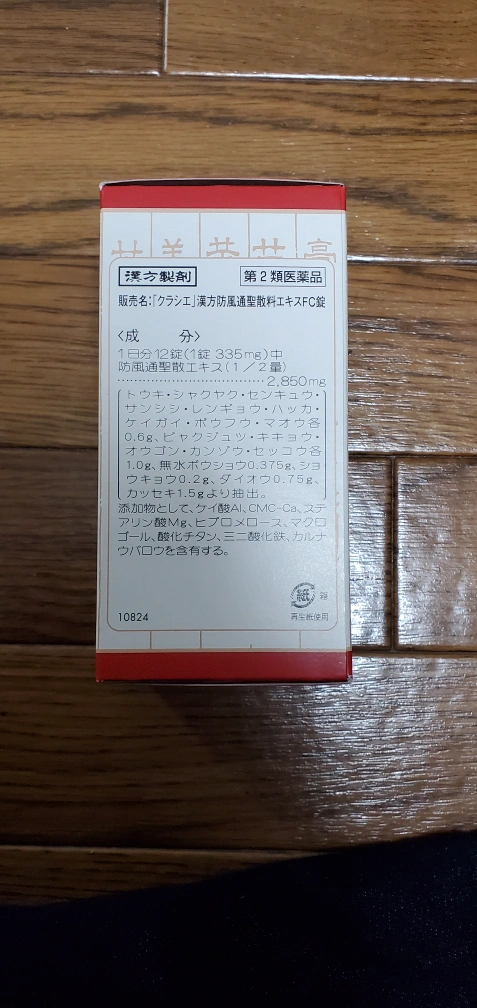 漢方製剤 第2類医薬品
販売名:「クラシエ」漢方防風通聖散料エキスFC錠
〈成 分〉
1日分12錠(1錠 335mg)中
防風通聖散エキス(1/2量)
……………………………2,850mg
トウキ・シャクヤク・センキュウ・
サンシシ・レンギョウ・ハッカ・
ケイガイ・ボウフウ・マオウ各
0.6g、ビャクジュツ・キキョウ・
オウゴン・カンゾウ・セッコウ各
1.0g、無水ボウショウ0.375g、ショ
ウキョウ0.2g、ダイオウ0.75g、
カッセキ1.5gより抽出。
添加物として、ケイ酸Al、CMC-Ca、ステ
アリン酸Mg、ヒプロメロース、マクロ
ゴール、酸化チタン、三二酸化鉄、カルナ
ウバロウを含有する。
紙 箱
再生紙使用
10824